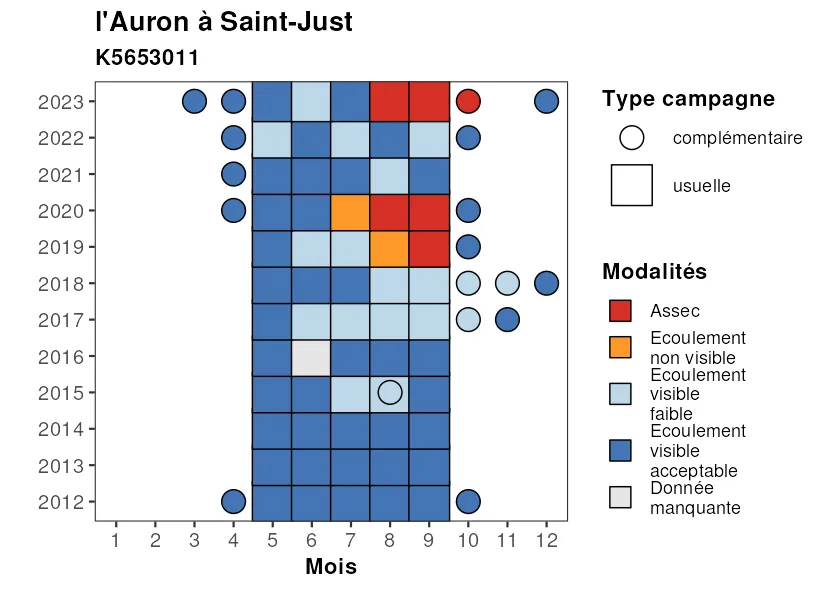 l'Auron à Saint-Just
K5653011
2023
2022
2021
2020
2019
2018
2017
2016
2015
2014
2013
2012
1 2 3 4 5 6 7 8 9 10 11 12
Mois
Type campagne
complémentaire
usuelle
Modalités
Assec
Ecoulement
non visible
Ecoulement
visible
faible
Ecoulement
visible
acceptable
Donnée
manquante